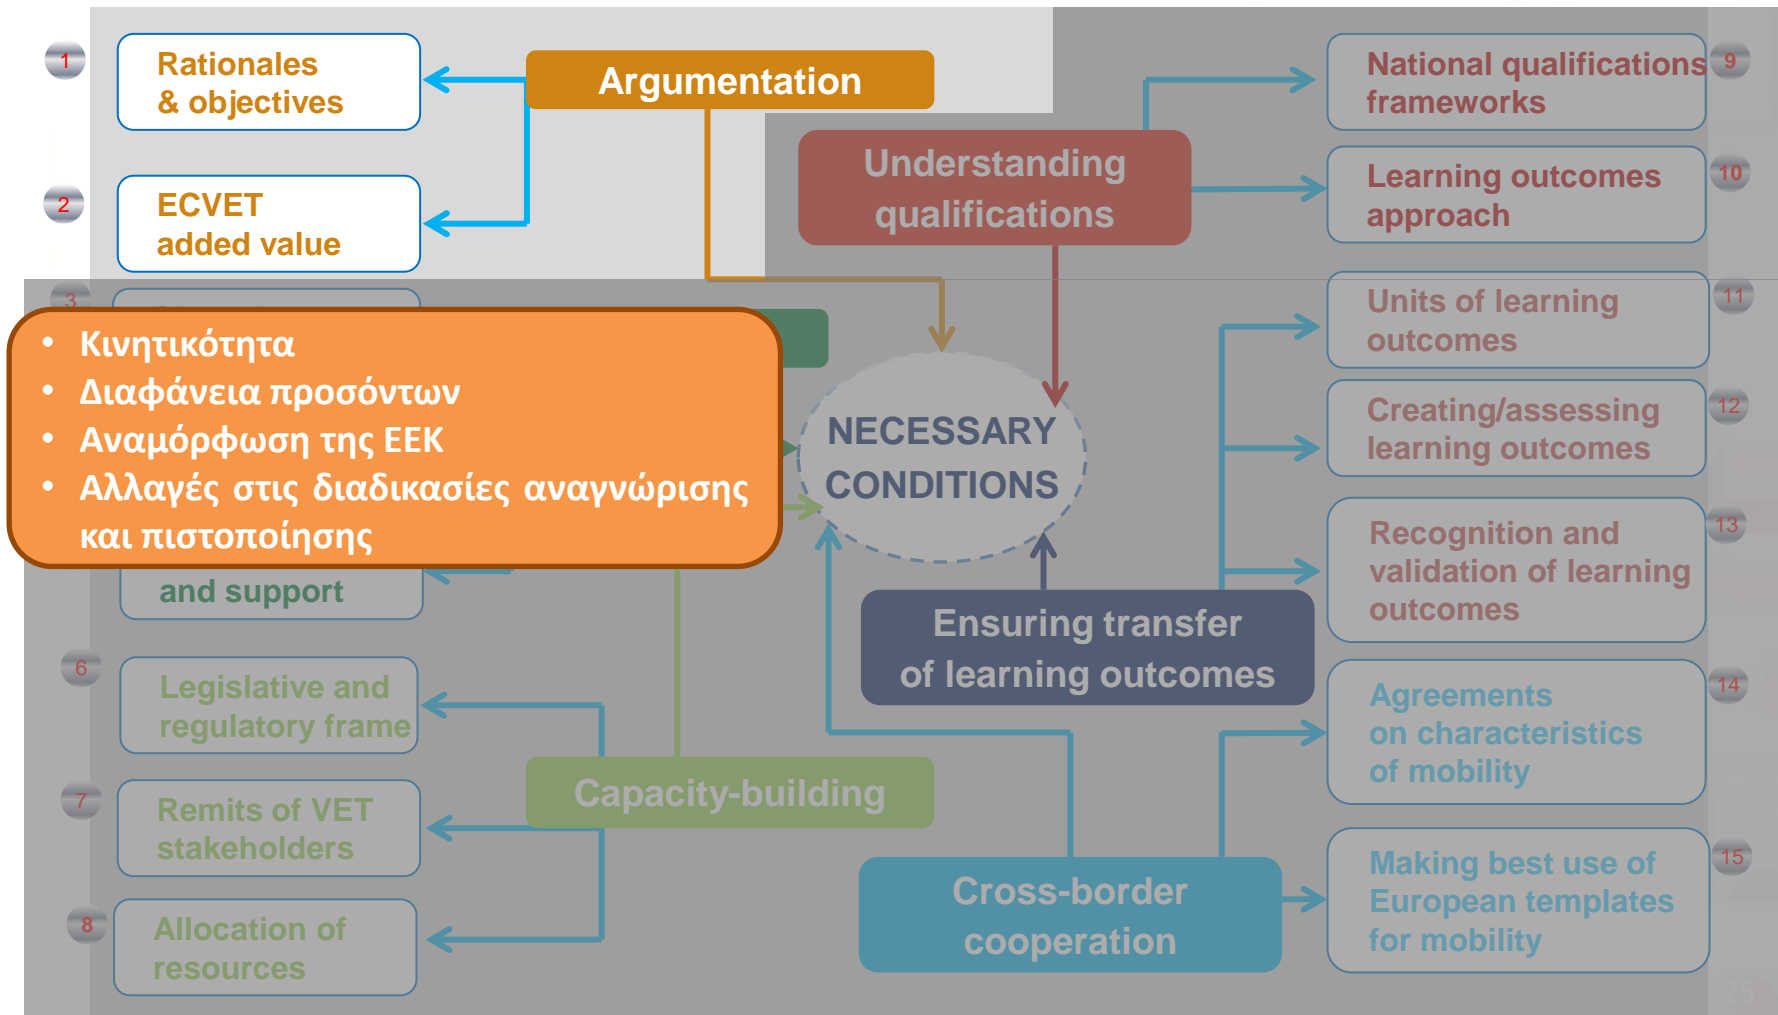 1
Rationales
& objectives
2
ECVET
added value
Argumentation
Understanding
qualifications
National qualifications
frameworks
9
Learning outcomes
approach
10
3
• Κινητικότητα
• Διαφάνεια προσόντων
• Αναμόρφωση της ΕΕΚ
• Αλλαγές στις διαδικασίες αναγνώρισης
και πιστοποίησης
and support
NECESSARY
CONDITIONS
Units of learning
outcomes
11
Creating/assessing
learning outcomes
12
Recognition and
validation of learning
outcomes
13
Ensuring transfer
of learning outcomes
6
Legislative and
regulatory frame
7
Remits of VET
stakeholders
8
Allocation of
resources
Capacity-building
Cross-border
cooperation
Agreements
on characteristics
of mobility
14
Making best use of
European templates
for mobility
15
25